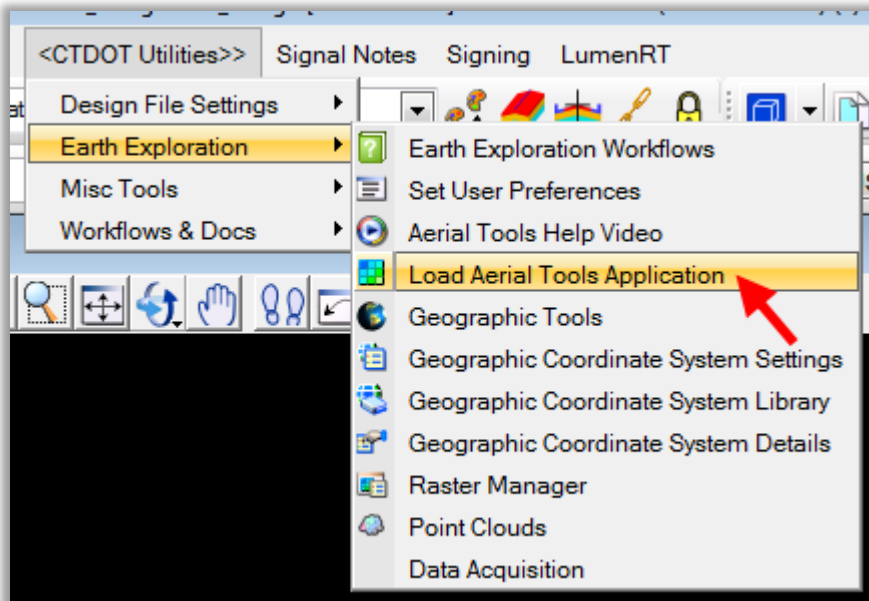 <CTDOT Utilities>> Signal Notes Signing LumenRT
Design File Settings
Earth Exploration
Misc Tools
Workflows & Docs
Earth Exploration Workflows
Set User Preferences
Aerial Tools Help Video
Load Aerial Tools Application
Geographic Tools
Geographic Coordinate System Settings
Geographic Coordinate System Library
Geographic Coordinate System Details
Raster Manager
Point Clouds
Data Acquisition